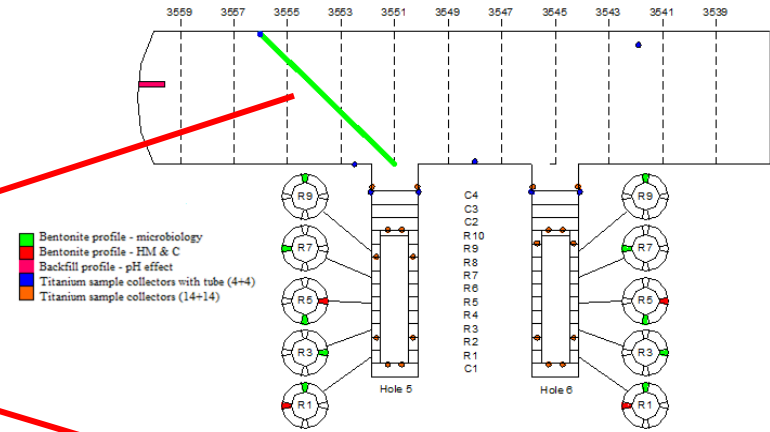 3559 3557 3555 3553 3551 3549 3547 3545 3543 3541 3539
R9
R7
R5
R3
R1
Bentonite profile - microbiology
Bentonite profile - HM & C
Backfill profile - pH effect
Titanium sample collectors with tube (4+4)
Titanium sample collectors (14+14)
C4
C3
C2
R10
R9
R8
R7
R6
R5
R4
R3
R2
R1
C1
Hole 5
Hole 6
R9
R7
R5
R3
R1